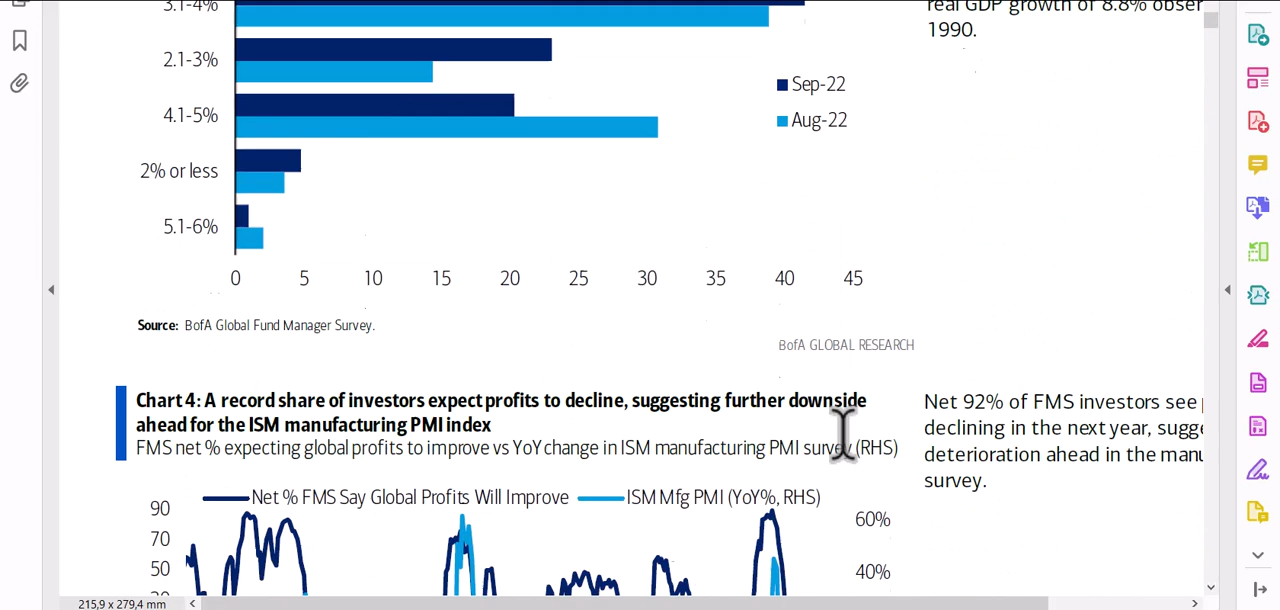 3.1-4%
real GDP growth of 8.8% obser
1990.
2.1-3%
Sep-22
4.1-5%
Aug-22
2% or less
5.1-6%
0 5 10 15 20 25 30 35 40 45
Source: BofA Global Fund Manager Survey.
BofA GLOBAL RESEARCH
Chart 4: A record share of investors expect profits to decline, suggesting further downside
ahead for the ISM manufacturing PMI index
FMS net % expecting global profits to improve vs YoY change in ISM manufacturing PMI survey (RHS)
Net 92% of FMS investors see
declining in the next year, sugge
deterioration ahead in the manu
survey.
Net % FMS Say Global Profits Will Improve
ISM Mfg PMI (YoY%, RHS)
90
60%
70
50
40%
215,9 x 279,4 mm